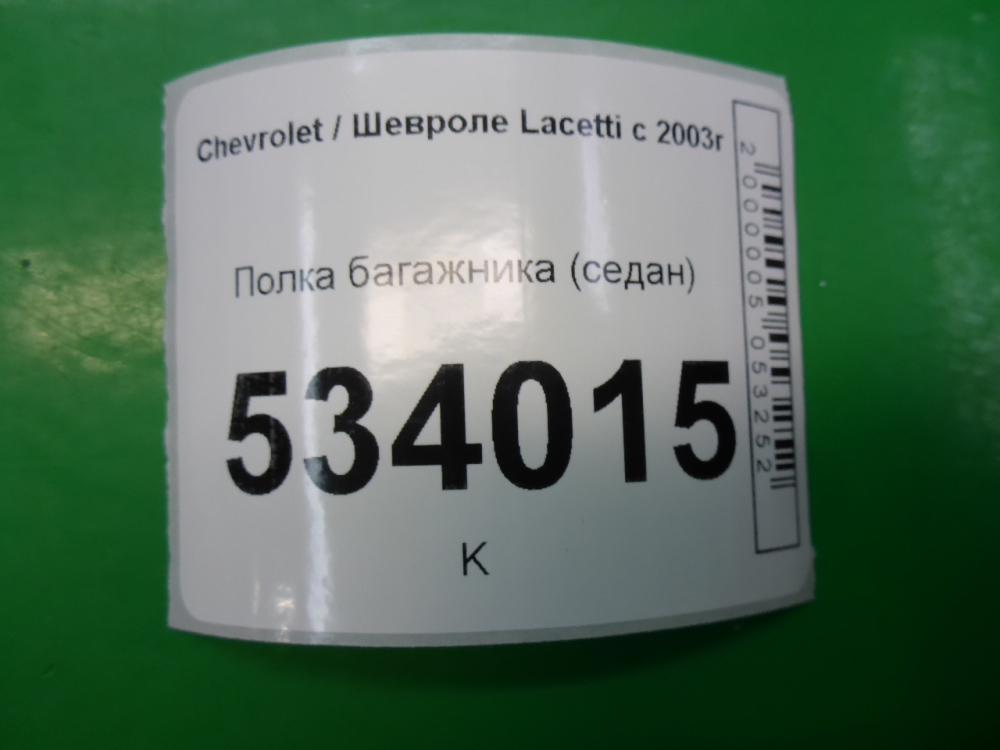 Chevrolet / Шевроле Lacetti с 2003г
Полка багажника (седан)
534015
К
2000005053252